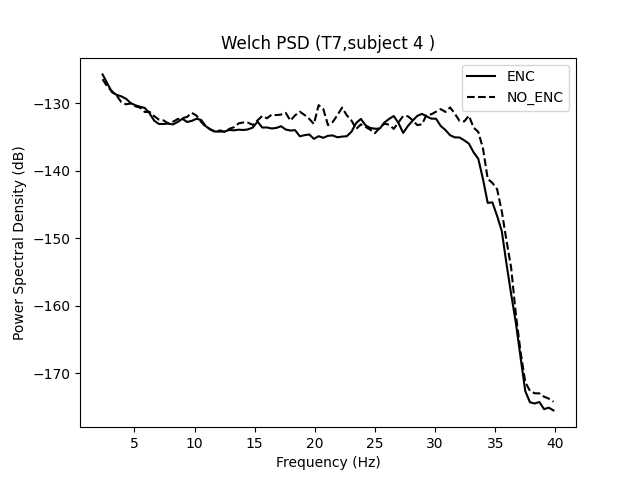 Welch PSD (T7,subject 4 )
ENC
NO_ENC
Power Spectral Density (dB)
−130
−140
−150
−160
−170
5 10 15 20 25 30 35 40
Frequency (Hz)